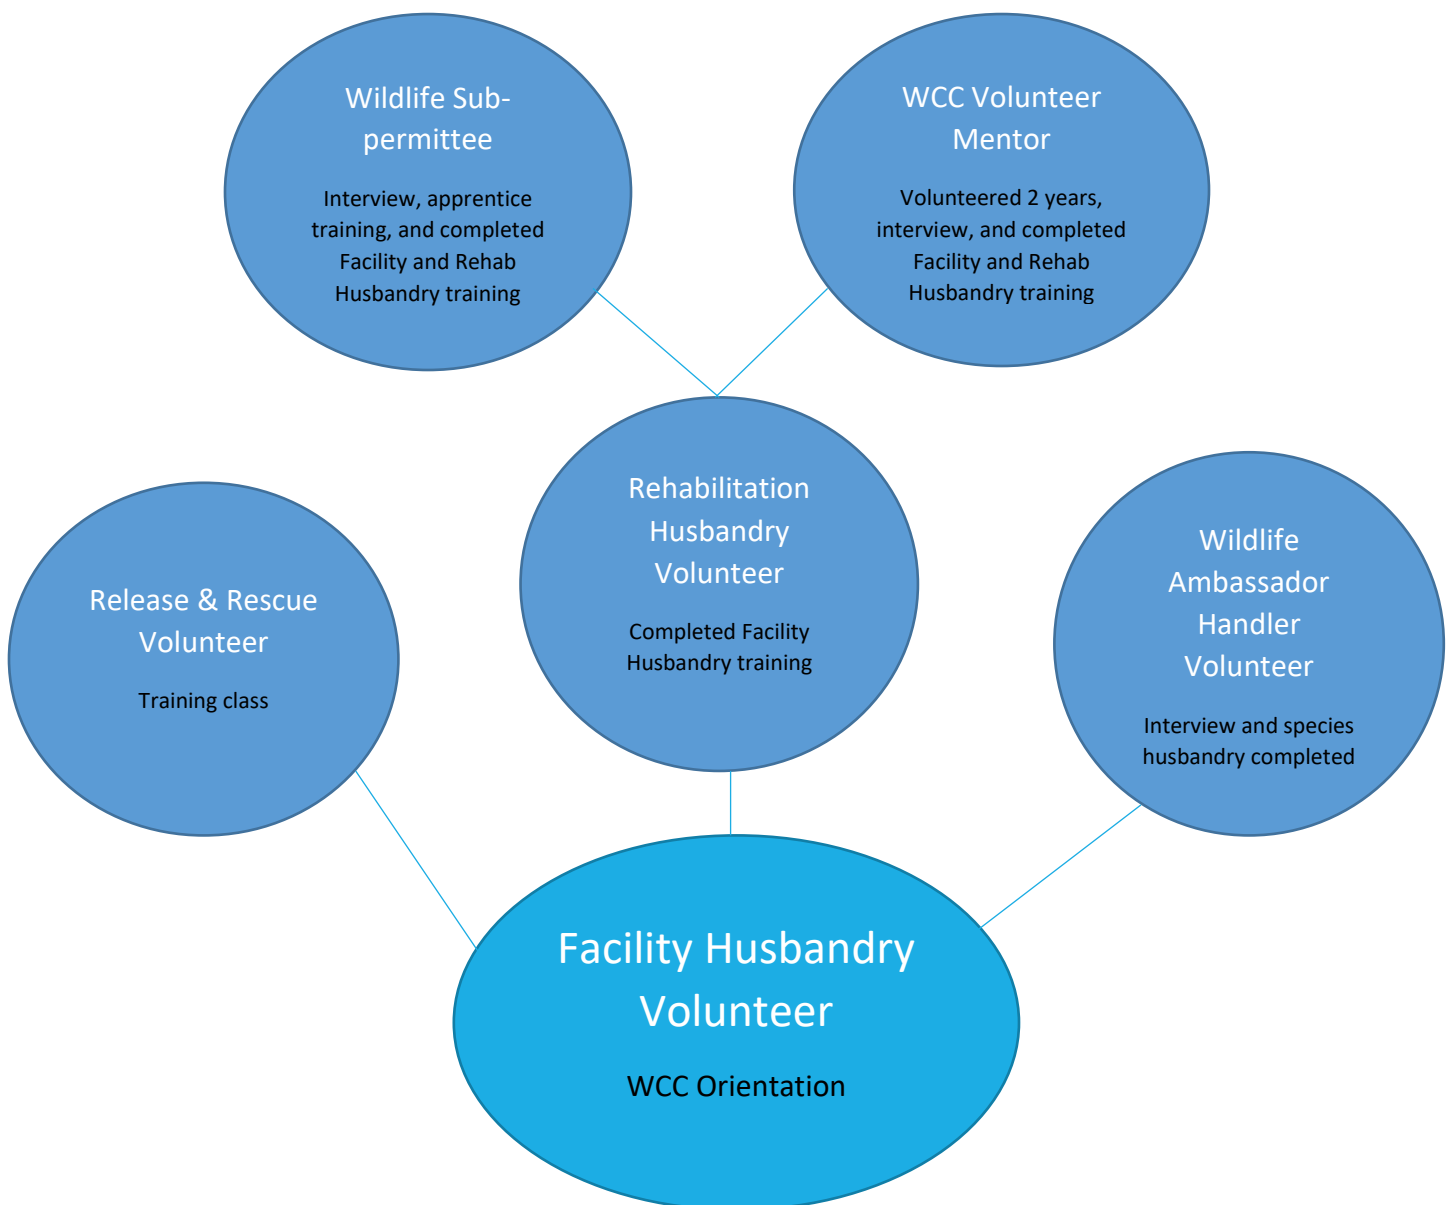 Wildlife Sub-
permittee
Interview, apprentice
training, and completed
Facility and Rehab
Husbandry training
WCC Volunteer
Mentor
Volunteered 2 years,
interview, and completed
Facility and Rehab
Husbandry training
Release & Rescue
Volunteer
Training class
Rehabilitation
Husbandry
Volunteer
Completed Facility
Husbandry training
Wildlife
Ambassador
Handler
Volunteer
Interview and species
husbandry completed
Facility Husbandry
Volunteer
WCC Orientation